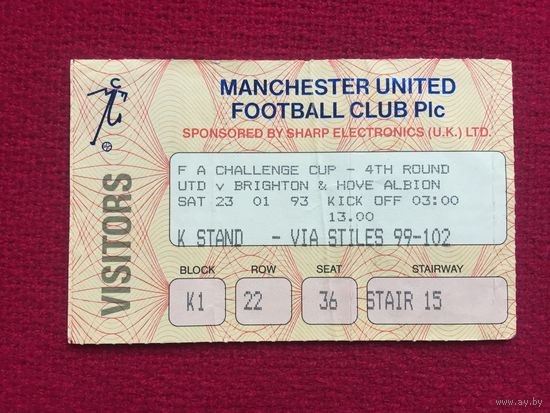 MANCHESTER UNITED
FOOTBALL CLUB Plc
SPONSORED BY SHARP ELECTRONICS (U.K.) LTD.
VISITORS
F A CHALLENGE CUP - 4TH ROUND
UTD v BRIGHTON & HOVE ALBION
SAT 23 01 93 KICK OFF 03:00
13.00
K STAND - VIA STILES 99-102
BLOCK ROW SEAT STAIRWAY
K1 22 36 STAIR 15
www.ay.by